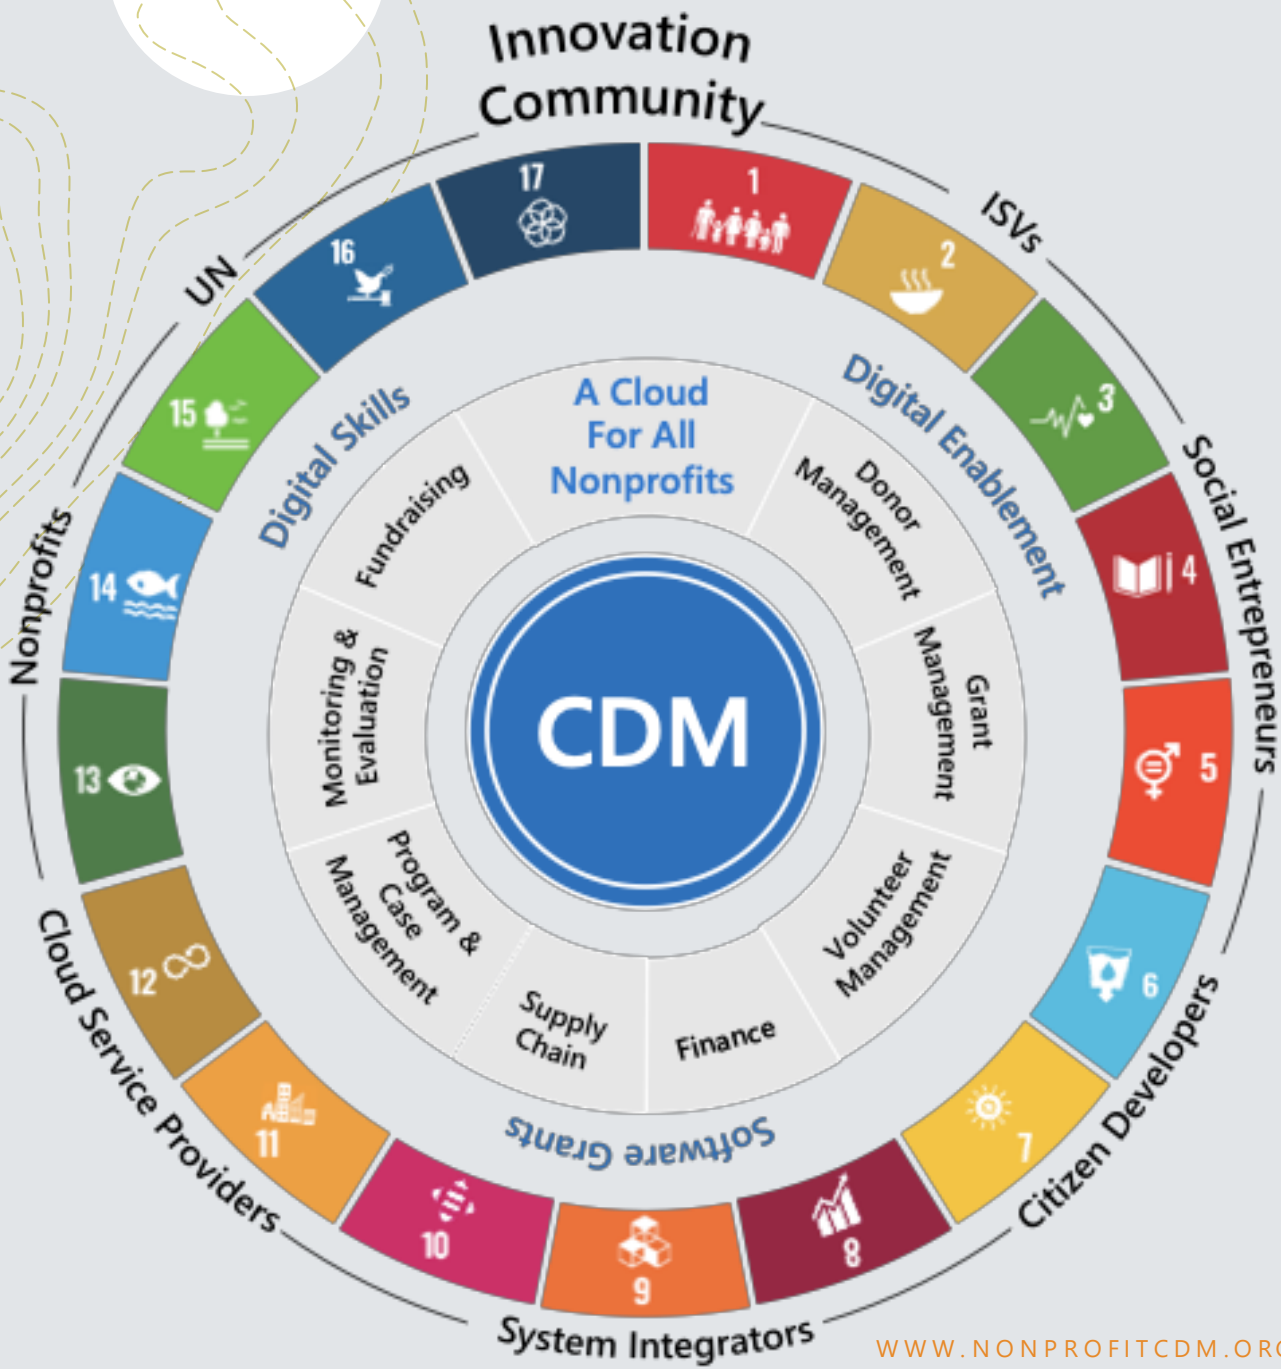 Innovation
Community
ISVs
Social Entrepreneurs
Citizen Developers
System Integrators
Cloud Service Providers
Nonprofits
UN
1
2
3
4
5
6
7
8
9
10
11
12
13
14
15
16
17
Digital Skills
Digital Enablement
Software Grants
A Cloud
For All
Nonprofits
Donor
Management
Grant
Management
Volunteer
Management
Finance
Supply
Chain
Program &
Case
Management
Monitoring &
Evaluation
Fundraising
CDM
WWW.NONPROFITCDM.ORG